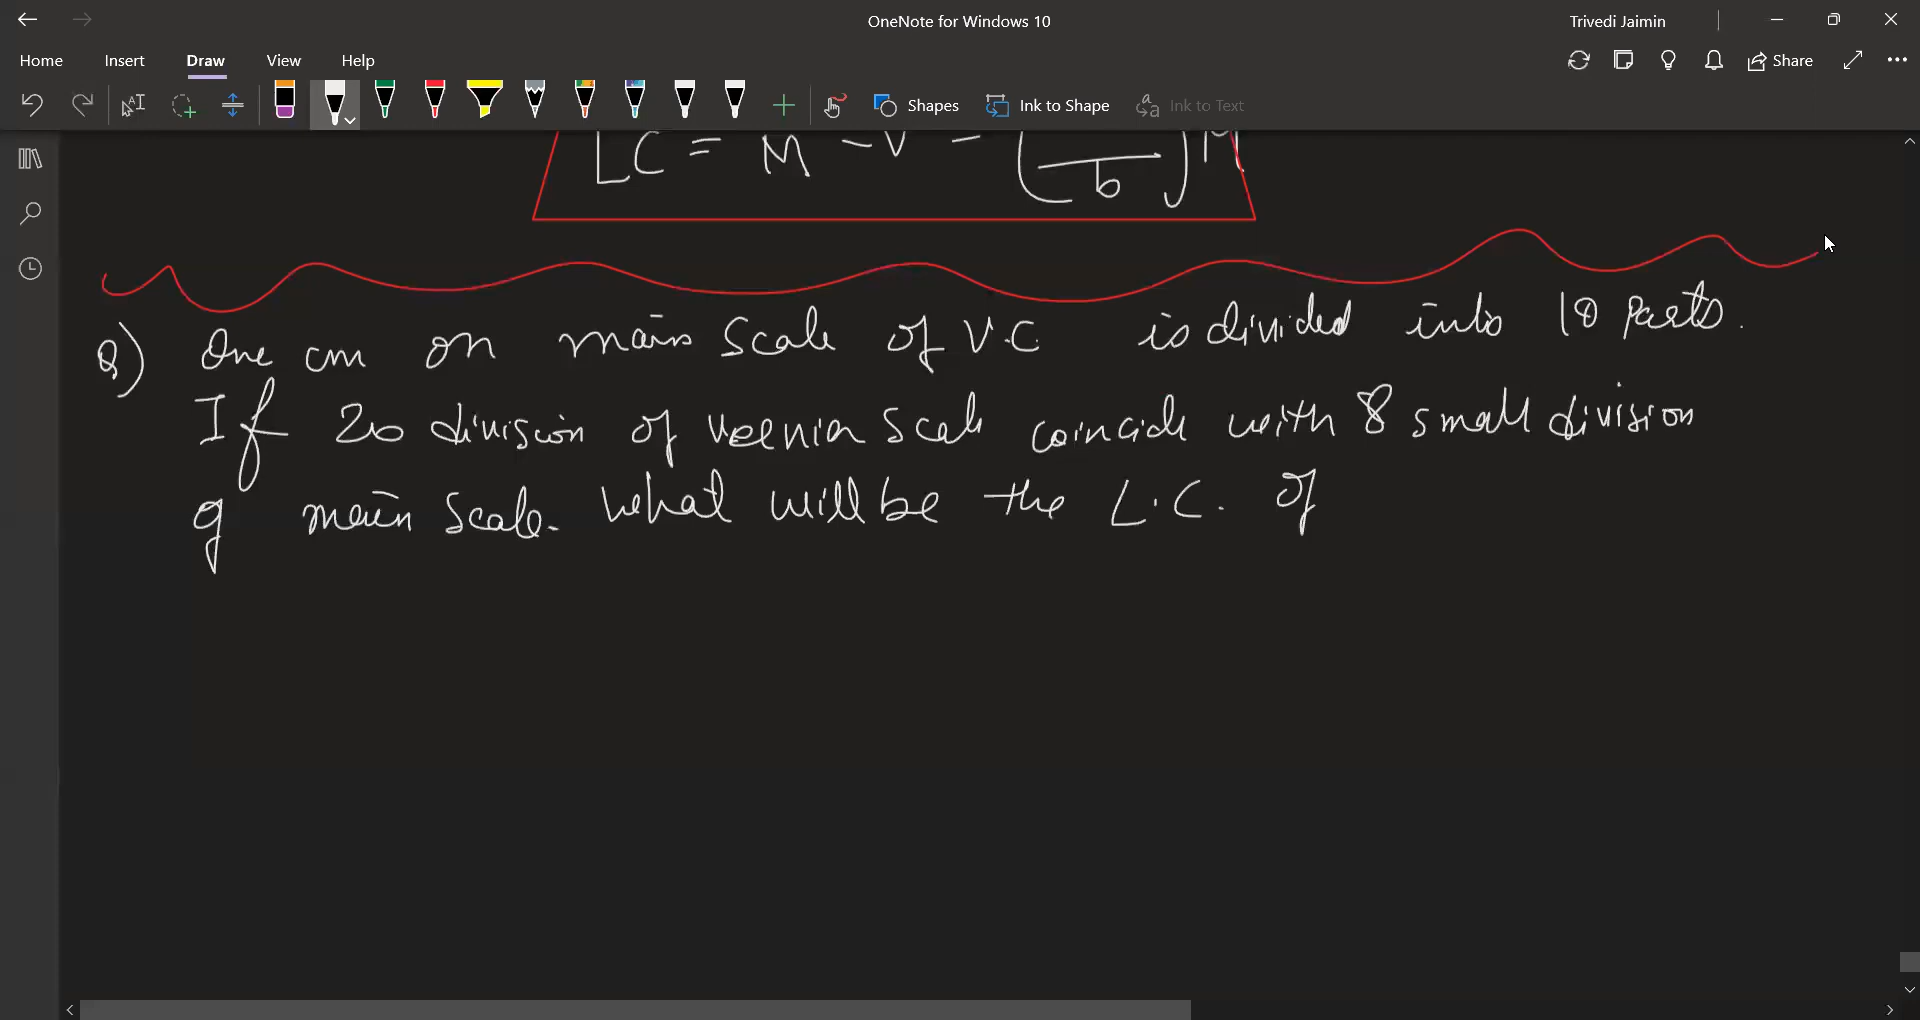 OneNote for Windows 10
Trivedi Jaimin
Home Insert Draw View Help
Share
Shapes Ink to Shape Ink to Text
LC = M - V = ( / b) M
Q) One cm on main scale of V.C. is divided into 10 parts.
If 20 division of vernier scale coincide with 8 small division
of main scale. what will be the L.C. of